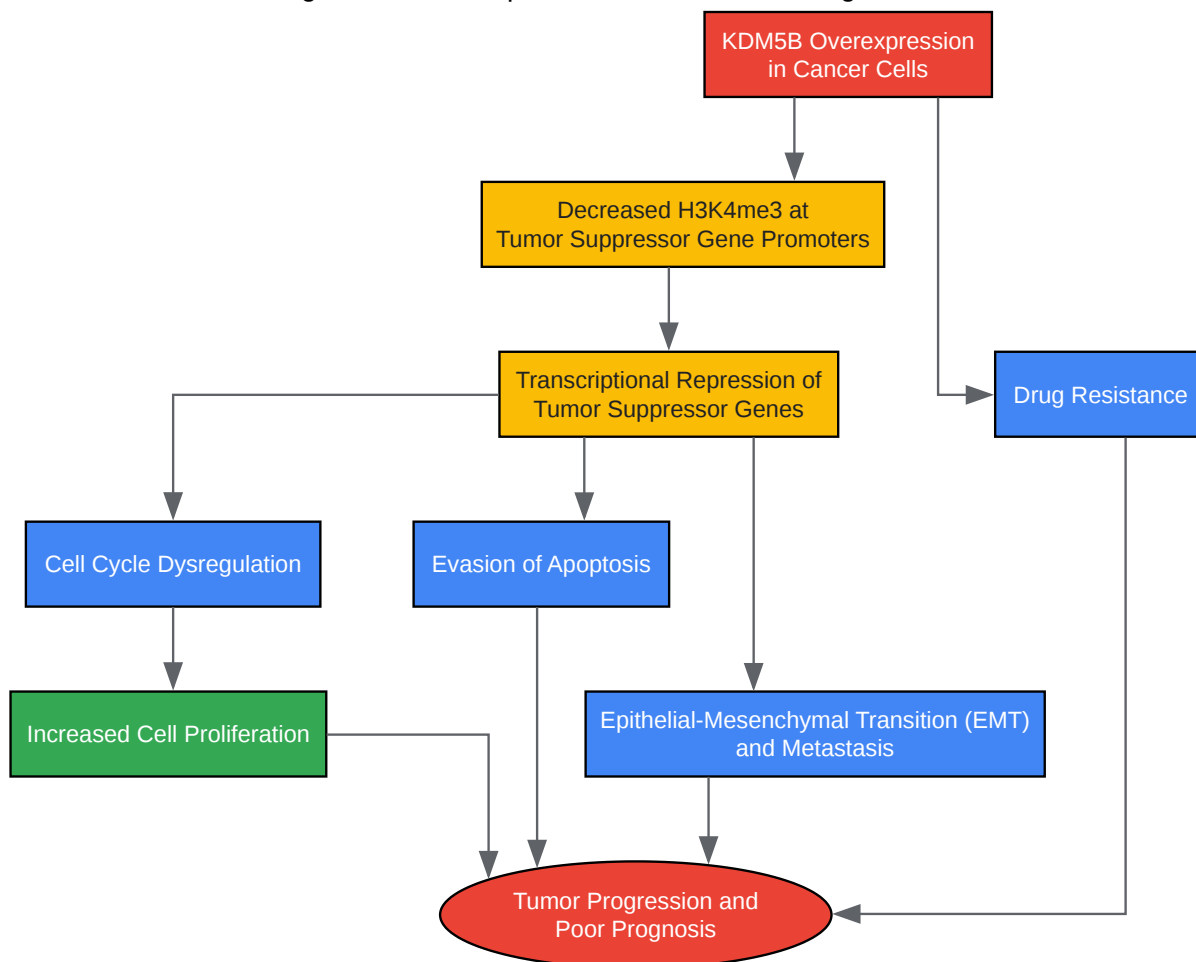 KDM5B Overexpression
in Cancer Cells
Decreased H3K4me3 at
Tumor Suppressor Gene Promoters
Transcriptional Repression of
Tumor Suppressor Genes
Drug Resistance
Cell Cycle Dysregulation
Evasion of Apoptosis
Increased Cell Proliferation
Epithelial-Mesenchymal Transition (EMT)
and Metastasis
Tumor Progression and
Poor Prognosis